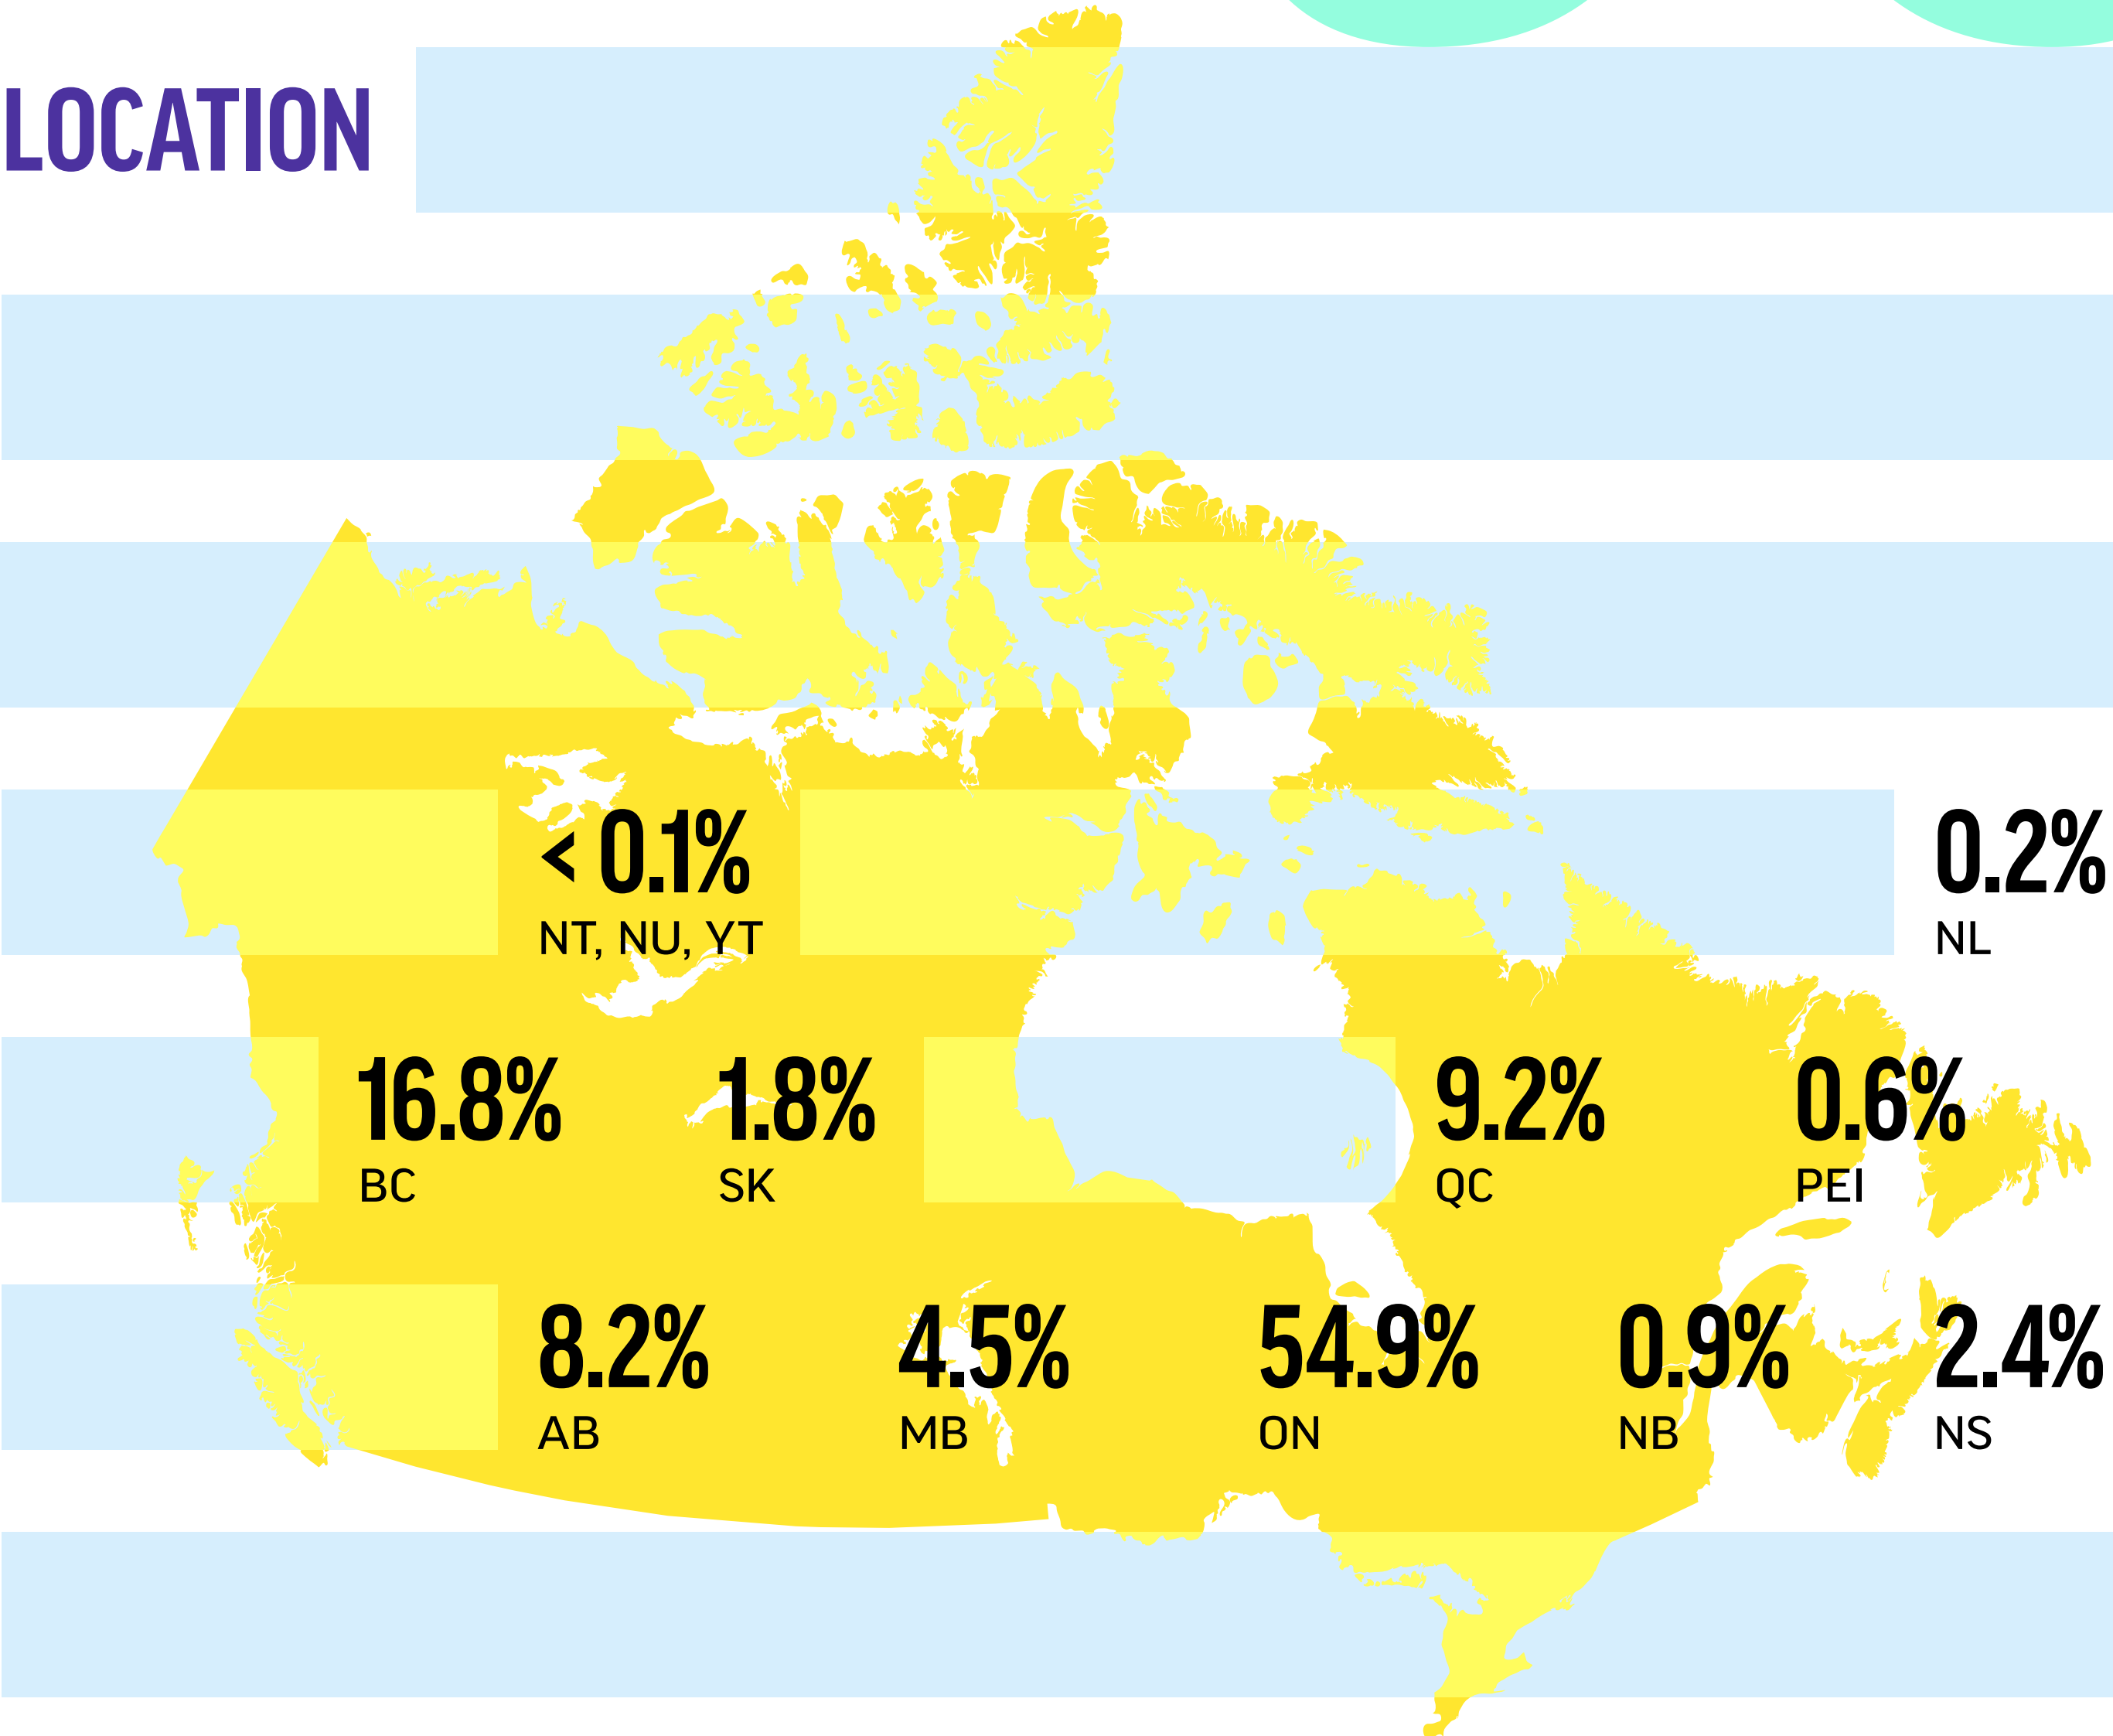 LOCATION
< 0.1%
NT, NU, YT
0.2%
NL
16.8%
BC
1.8%
SK
9.2%
QC
0.6%
PEI
8.2%
AB
4.5%
MB
54.9%
ON
0.9%
NB
2.4%
NS